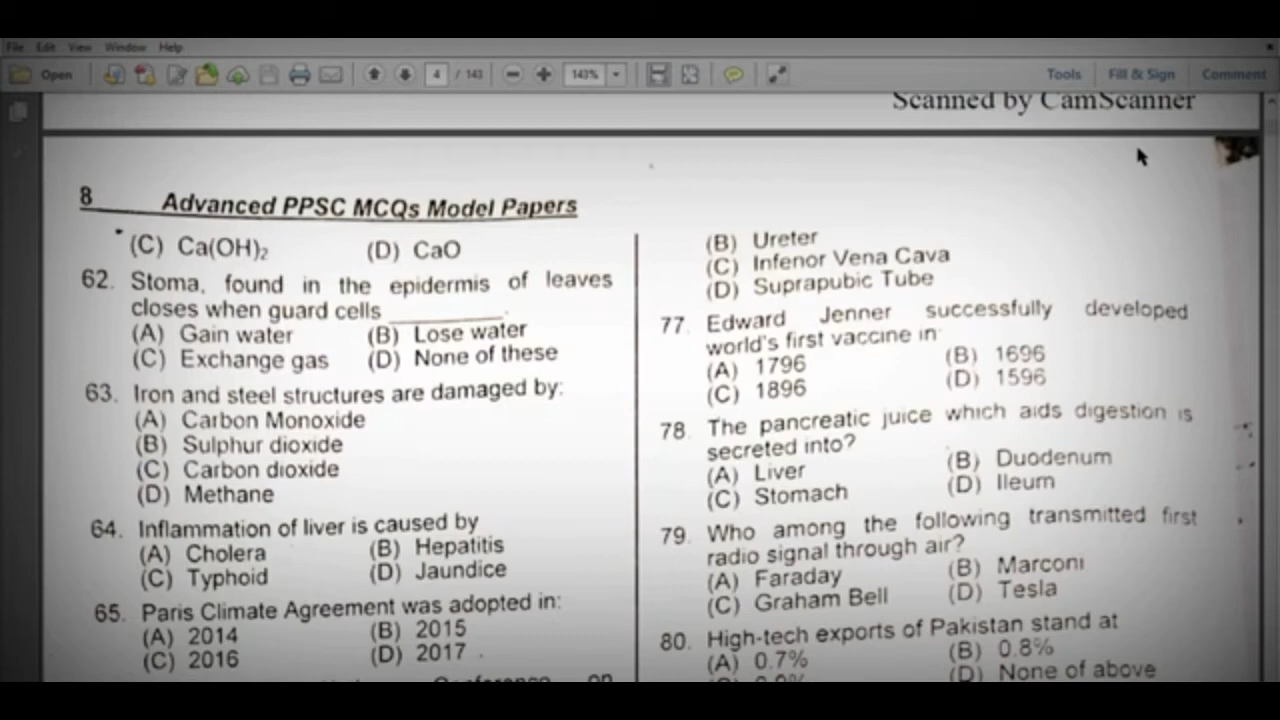 File Edit View Window Help
Open 4 / 143 143% Tools Fill & Sign Comment
Scanned by CamScanner
8 Advanced PPSC MCQs Model Papers
(C) Ca(OH)₂ (D) CaO
62. Stoma, found in the epidermis of leaves
closes when guard cells ________.
(A) Gain water (B) Lose water
(C) Exchange gas (D) None of these
63. Iron and steel structures are damaged by:
(A) Carbon Monoxide
(B) Sulphur dioxide
(C) Carbon dioxide
(D) Methane
64. Inflammation of liver is caused by
(A) Cholera (B) Hepatitis
(C) Typhoid (D) Jaundice
65. Paris Climate Agreement was adopted in:
(A) 2014 (B) 2015
(C) 2016 (D) 2017
Conference on
(B) Ureter
(C) Infenor Vena Cava
(D) Suprapubic Tube
77. Edward Jenner successfully developed
world's first vaccine in
(A) 1796 (B) 1696
(C) 1896 (D) 1596
78. The pancreatic juice which aids digestion is
secreted into?
(A) Liver (B) Duodenum
(C) Stomach (D) Ileum
79. Who among the following transmitted first
radio signal through air?
(A) Faraday (B) Marconi
(C) Graham Bell (D) Tesla
80. High-tech exports of Pakistan stand at
(A) 0.7% (B) 0.8%
(D) None of above